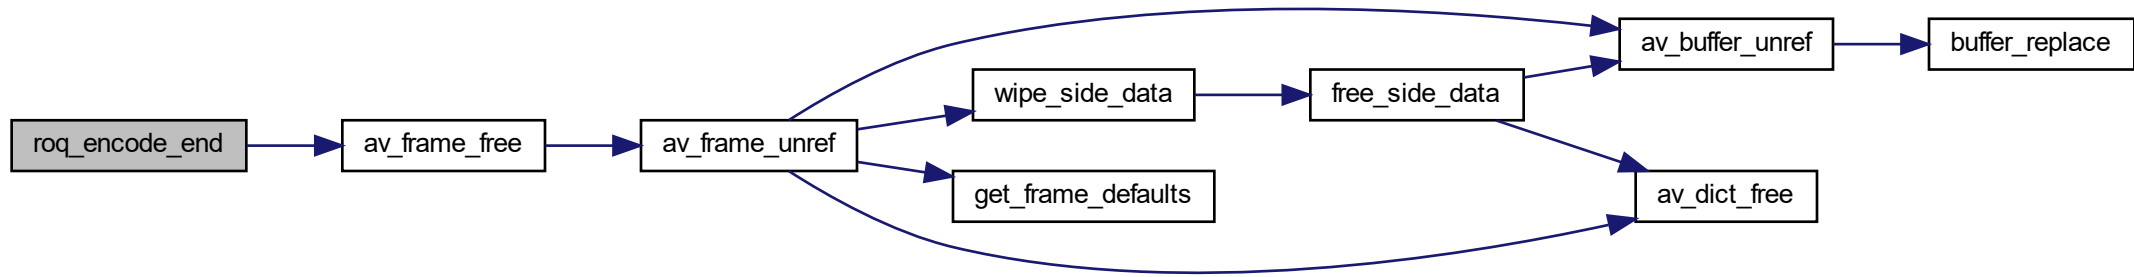 roq_encode_end
av_frame_free
av_frame_unref
wipe_side_data
get_frame_defaults
free_side_data
av_buffer_unref
av_dict_free
buffer_replace